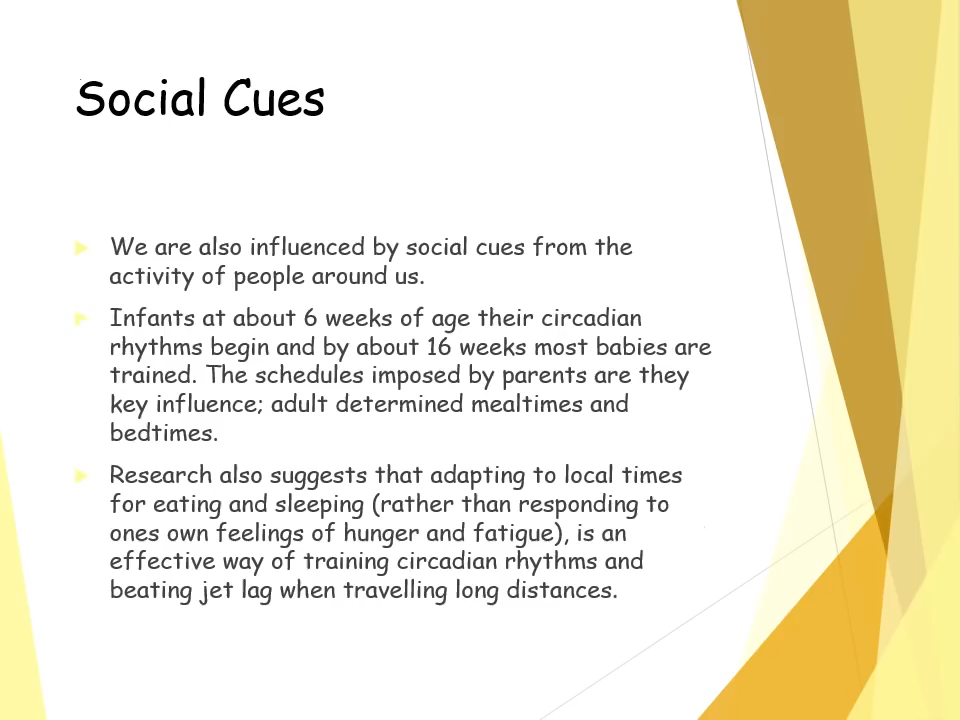 Social Cues
We are also influenced by social cues from the
activity of people around us.
Infants at about 6 weeks of age their circadian
rhythms begin and by about 16 weeks most babies are
trained. The schedules imposed by parents are they
key influence; adult determined mealtimes and
bedtimes.
Research also suggests that adapting to local times
for eating and sleeping (rather than responding to
ones own feelings of hunger and fatigue), is an
effective way of training circadian rhythms and
beating jet lag when travelling long distances.